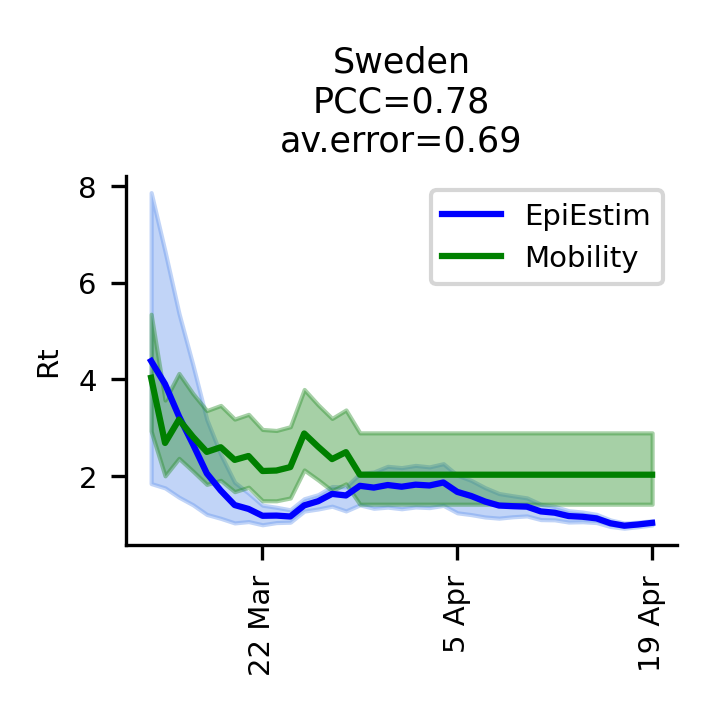 Sweden
PCC=0.78
av.error=0.69
8
6
4
2
Rt
EpiEstim
Mobility
22 Mar
5 Apr
19 Apr